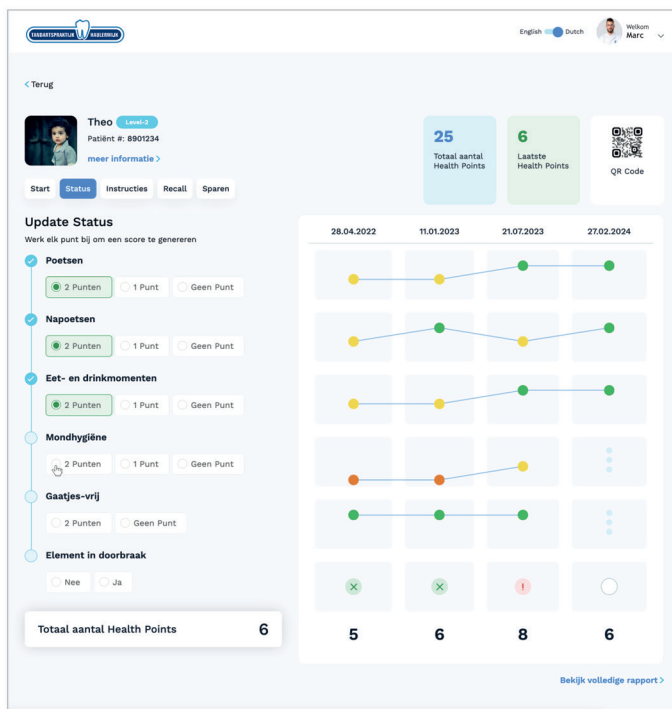 TANDARTSPRAKTIJK HAULERWIJK
English Dutch
Welkom
Marc
< Terug
Theo Level-2
Patiënt #: 8901234
meer informatie >
25
Totaal aantal
Health Points
6
Laatste
Health Points
QR Code
Start Status Instructies Recall Sparen
Update Status
Werk elk punt bij om een score te genereren
28.04.2022 11.01.2023 21.07.2023 27.02.2024
Poetsen
2 Punten 1 Punt Geen Punt
Napoetsen
2 Punten 1 Punt Geen Punt
Eet- en drinkmomenten
2 Punten 1 Punt Geen Punt
Mondhygiëne
2 Punten 1 Punt Geen Punt
Gaatjes-vrij
2 Punten Geen Punt
Element in doorbraak
Nee Ja
!
Totaal aantal Health Points 6
5 6 8 6
Bekijk volledige rapport >